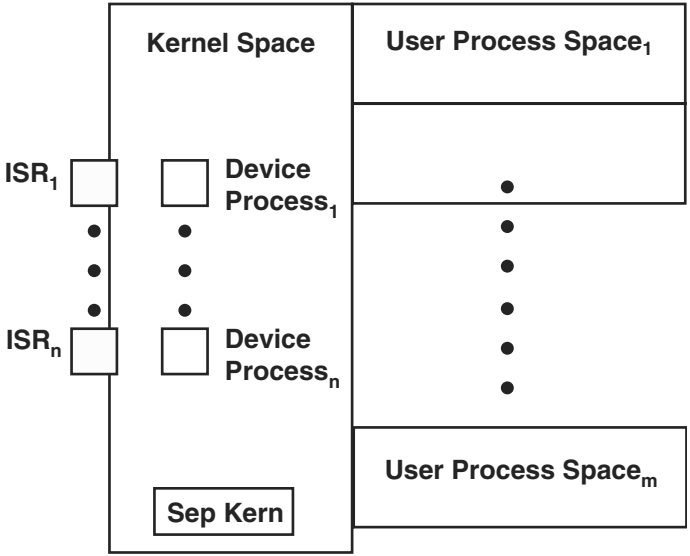 Kernel Space
User Process Space₁
ISR₁
Device
Process₁
ISRₙ
Device
Processₙ
User Process Spaceₘ
Sep Kern